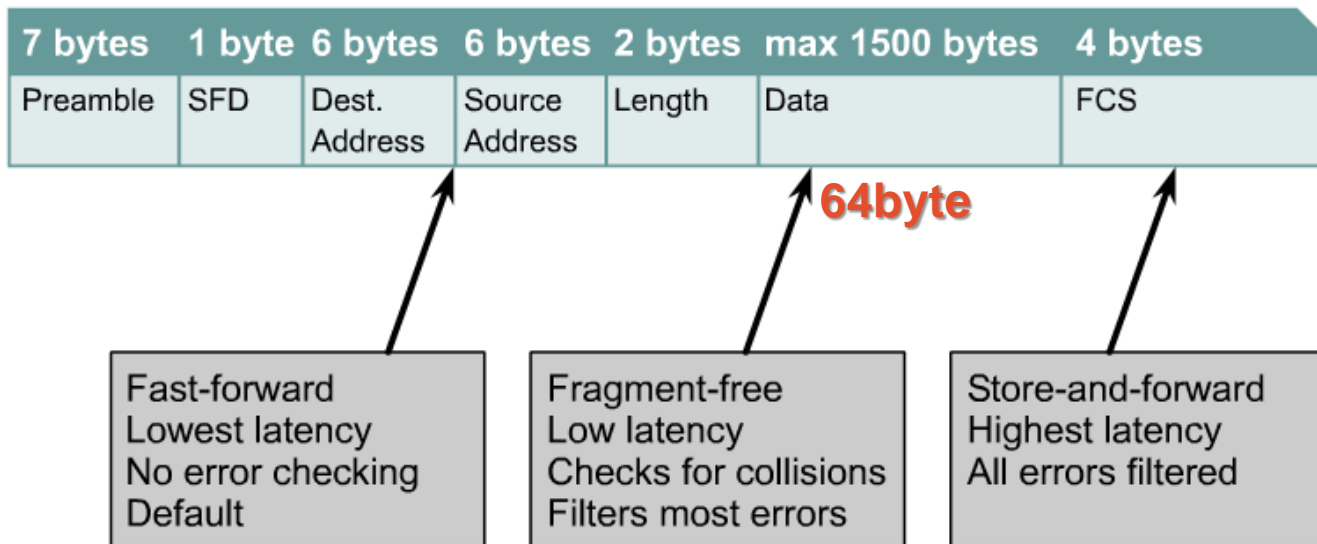 7 bytes 1 byte 6 bytes 6 bytes 2 bytes max 1500 bytes 4 bytes
Preamble SFD Dest. Address Source Address Length Data FCS
64byte
Fast-forward
Lowest latency
No error checking
Default
Fragment-free
Low latency
Checks for collisions
Filters most errors
Store-and-forward
Highest latency
All errors filtered